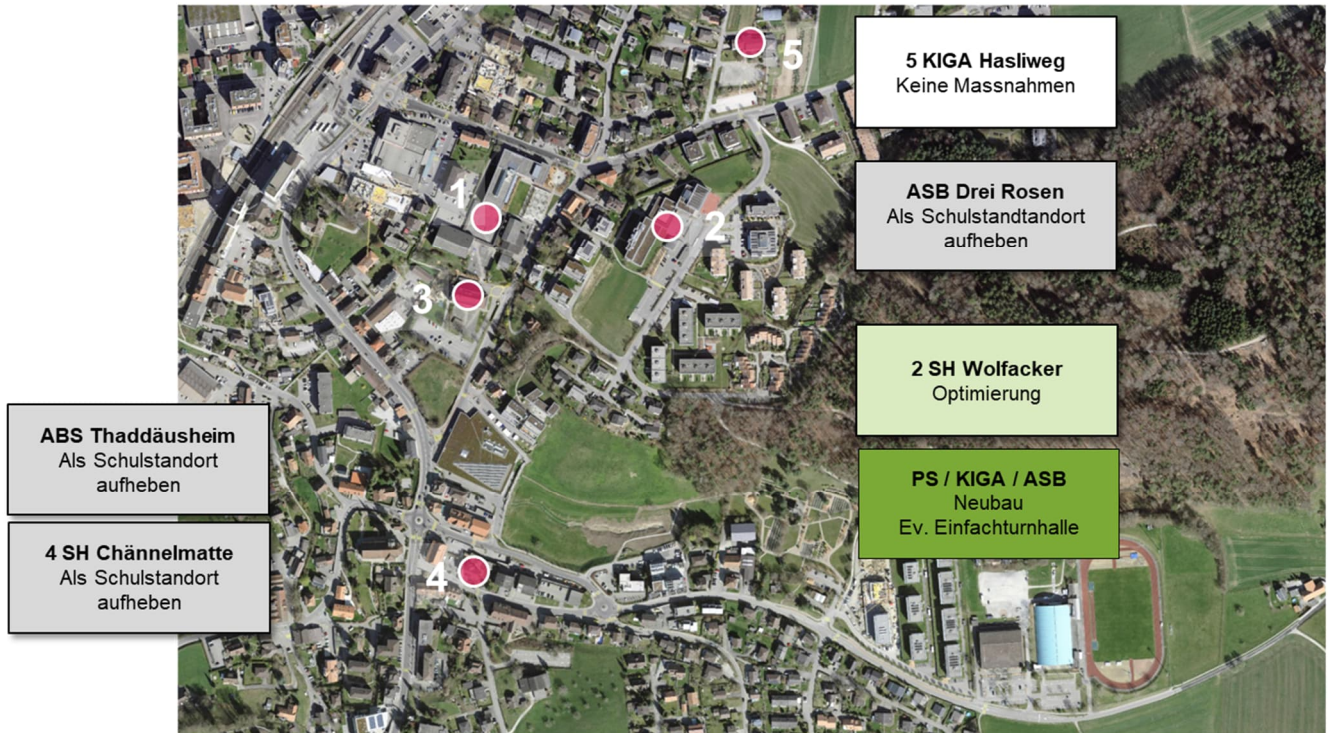 5
5 KIGA Hasliweg
Keine Massnahmen
1
2
ASB Drei Rosen
Als Schulstandtandort
aufheben
3
2 SH Wolfacker
Optimierung
ABS Thaddäusheim
Als Schulstandort
aufheben
PS / KIGA / ASB
Neubau
Ev. Einfachturnhalle
4 SH Chännelmatte
Als Schulstandort
aufheben
4